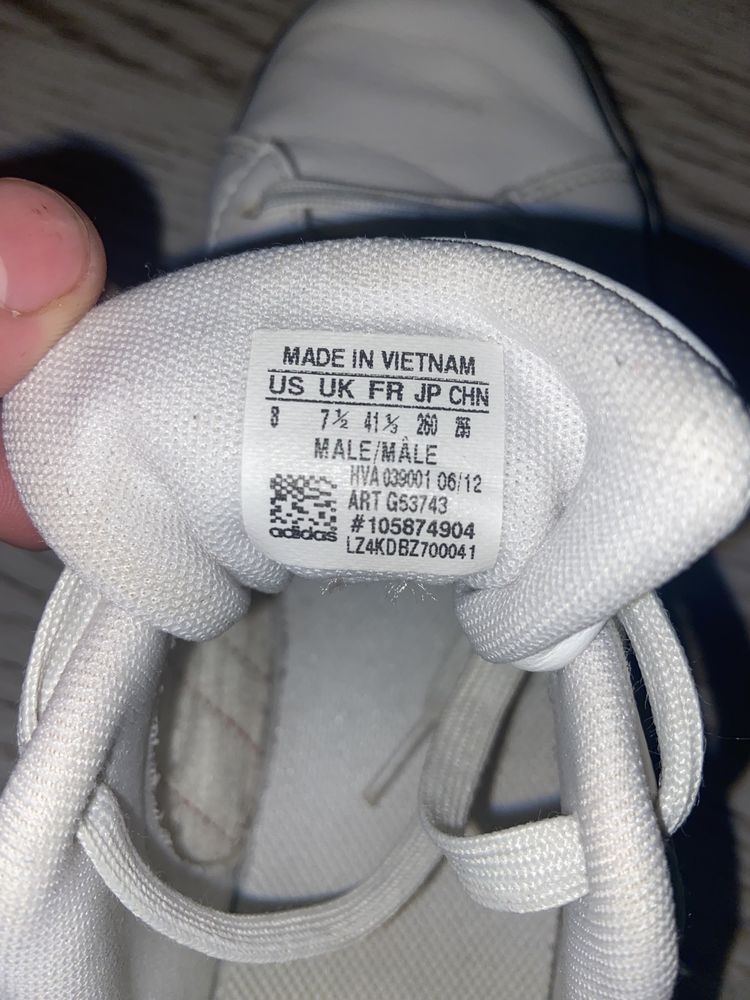 MADE IN VIETNAM
US UK FR JP CHN
8 7½ 41⅓ 260 255
MALE/MÂLE
HVA 039001 06/12
ART G53743
#105874904
adidas LZ4KDBZ700041